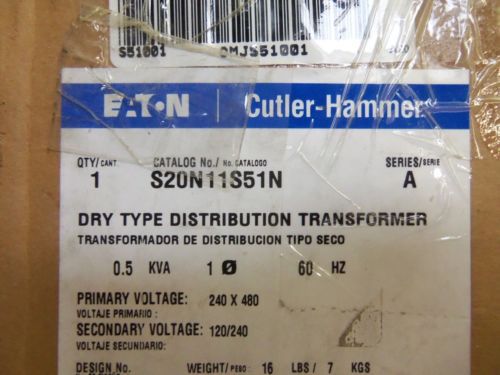 S51001
EATON
Cutler-Hammer
QTY/CANT CATALOG No./No. CATALOGO SERIES/SERIE
1 S20N11S51N A
DRY TYPE DISTRIBUTION TRANSFORMER
TRANSFORMADOR DE DISTRIBUCION TIPO SECO
0.5 KVA 1 Ø 60 HZ
PRIMARY VOLTAGE: 240 X 480
VOLTAJE PRIMARIO:
SECONDARY VOLTAGE: 120/240
VOLTAJE SECUNDARIO:
DESIGN No. WEIGHT/PESO: 16 LBS/ 7 KGS